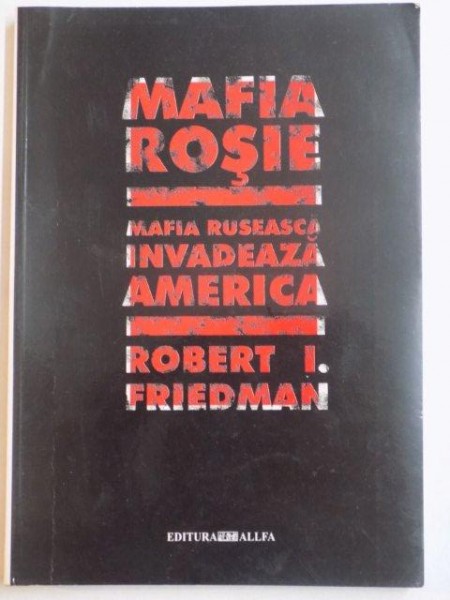 MAFIA
ROȘIE
MAFIA RUSEASCĂ
INVADEAZĂ
AMERICA
ROBERT I.
FRIEDMAN
EDITURA ALLFA